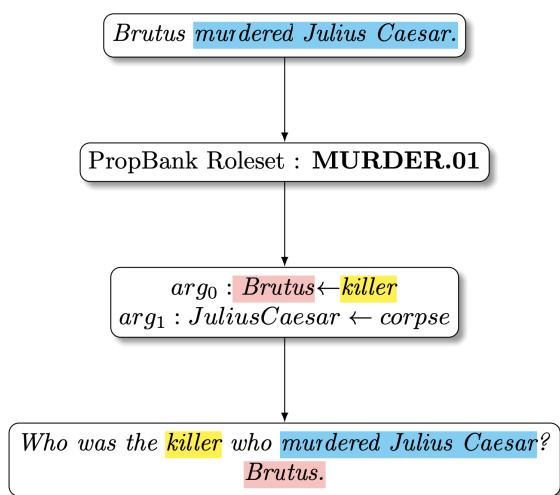 Brutus murdered Julius Caesar.
PropBank Roleset : MURDER.01
arg₀ : Brutus←killer
arg₁ : JuliusCaesar ← corpse
Who was the killer who murdered Julius Caesar?
Brutus.